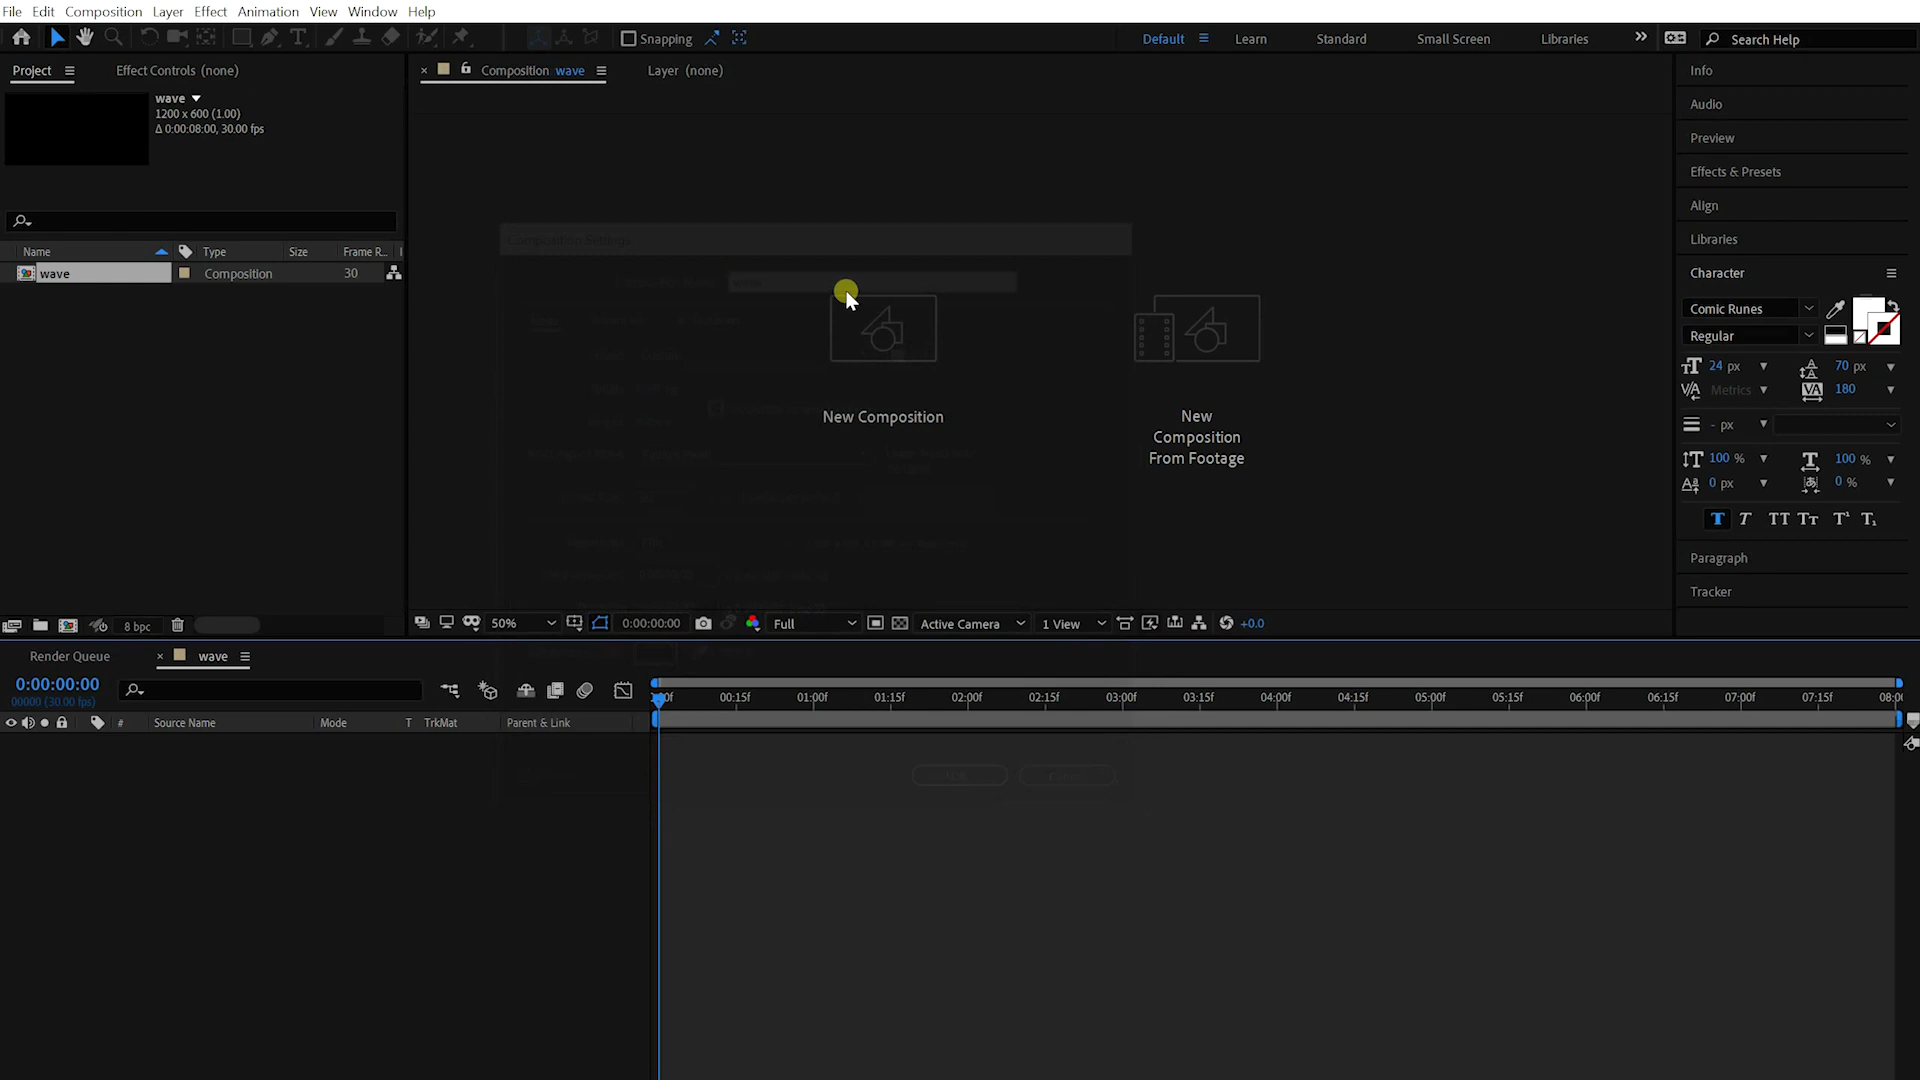 File Edit Composition Layer Effect Animation View Window Help
Snapping Default Learn Standard Small Screen Libraries Search Help
Project Effect Controls (none) Composition wave Layer (none) Info
wave
1200 x 600 (1.00)
Δ 0:00:08:00, 30.00 fps
Audio
Preview
Effects & Presets
Align
Libraries
Composition Settings
Name Type Size Frame R...
wave Composition 30
Character
Comic Runes
Regular
24 px 70 px
Metrics 180
- px
100 % 100 %
0 px 0 %
New Composition
New
Composition
From Footage
T T TT Tт T¹ T₁
Paragraph
Tracker
8 bpc 50% 0:00:00:00 Full Active Camera 1 View +0.0
Render Queue wave
0:00:00:00
00000 (30.00 fps)
00:15f 01:00f 01:15f 02:00f 02:15f 03:00f 03:15f 04:00f 04:15f 05:00f 05:15f 06:00f 06:15f 07:00f 07:15f
# Source Name Mode T TrkMat Parent & Link